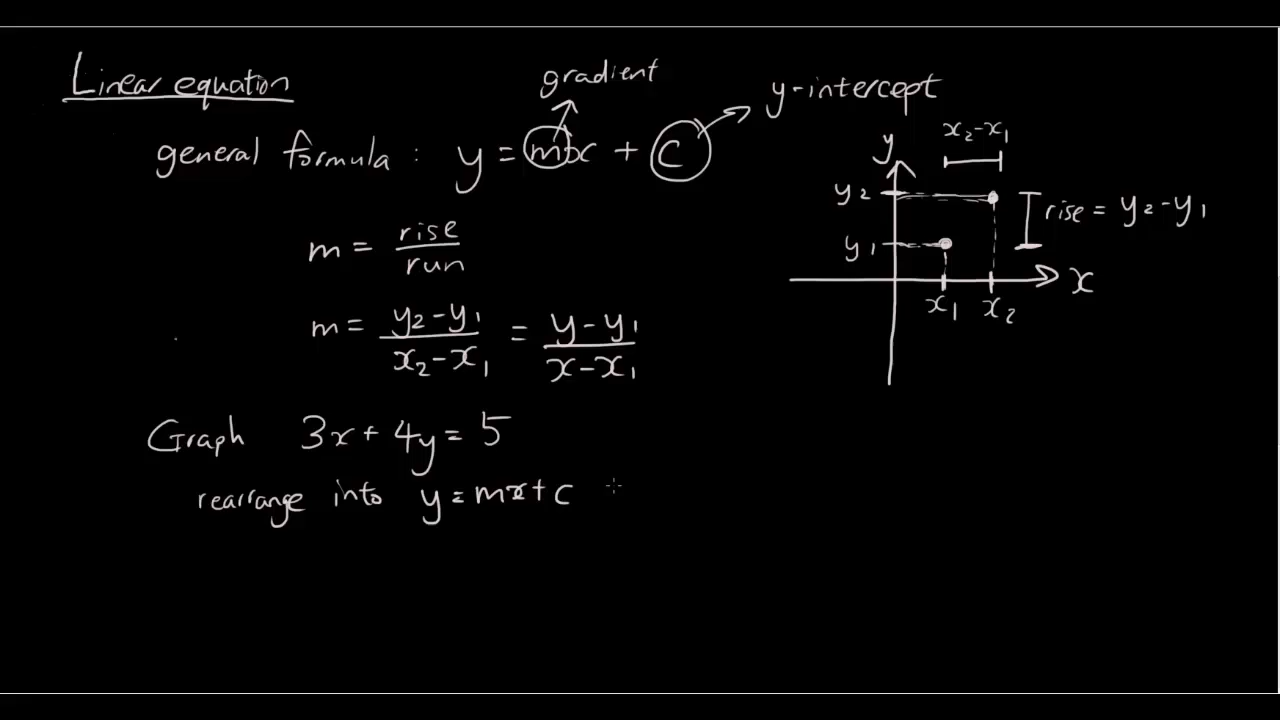 Linear equation
gradient
y-intercept
general formula : y = mx + c
m = rise/run
m = y₂-y₁/x₂-x₁ = y-y₁/x-x₁
y
x₂-x₁
y₂
rise = y₂-y₁
y₁
x
x₁ x₂
Graph 3x + 4y = 5
rearrange into y = mx + c